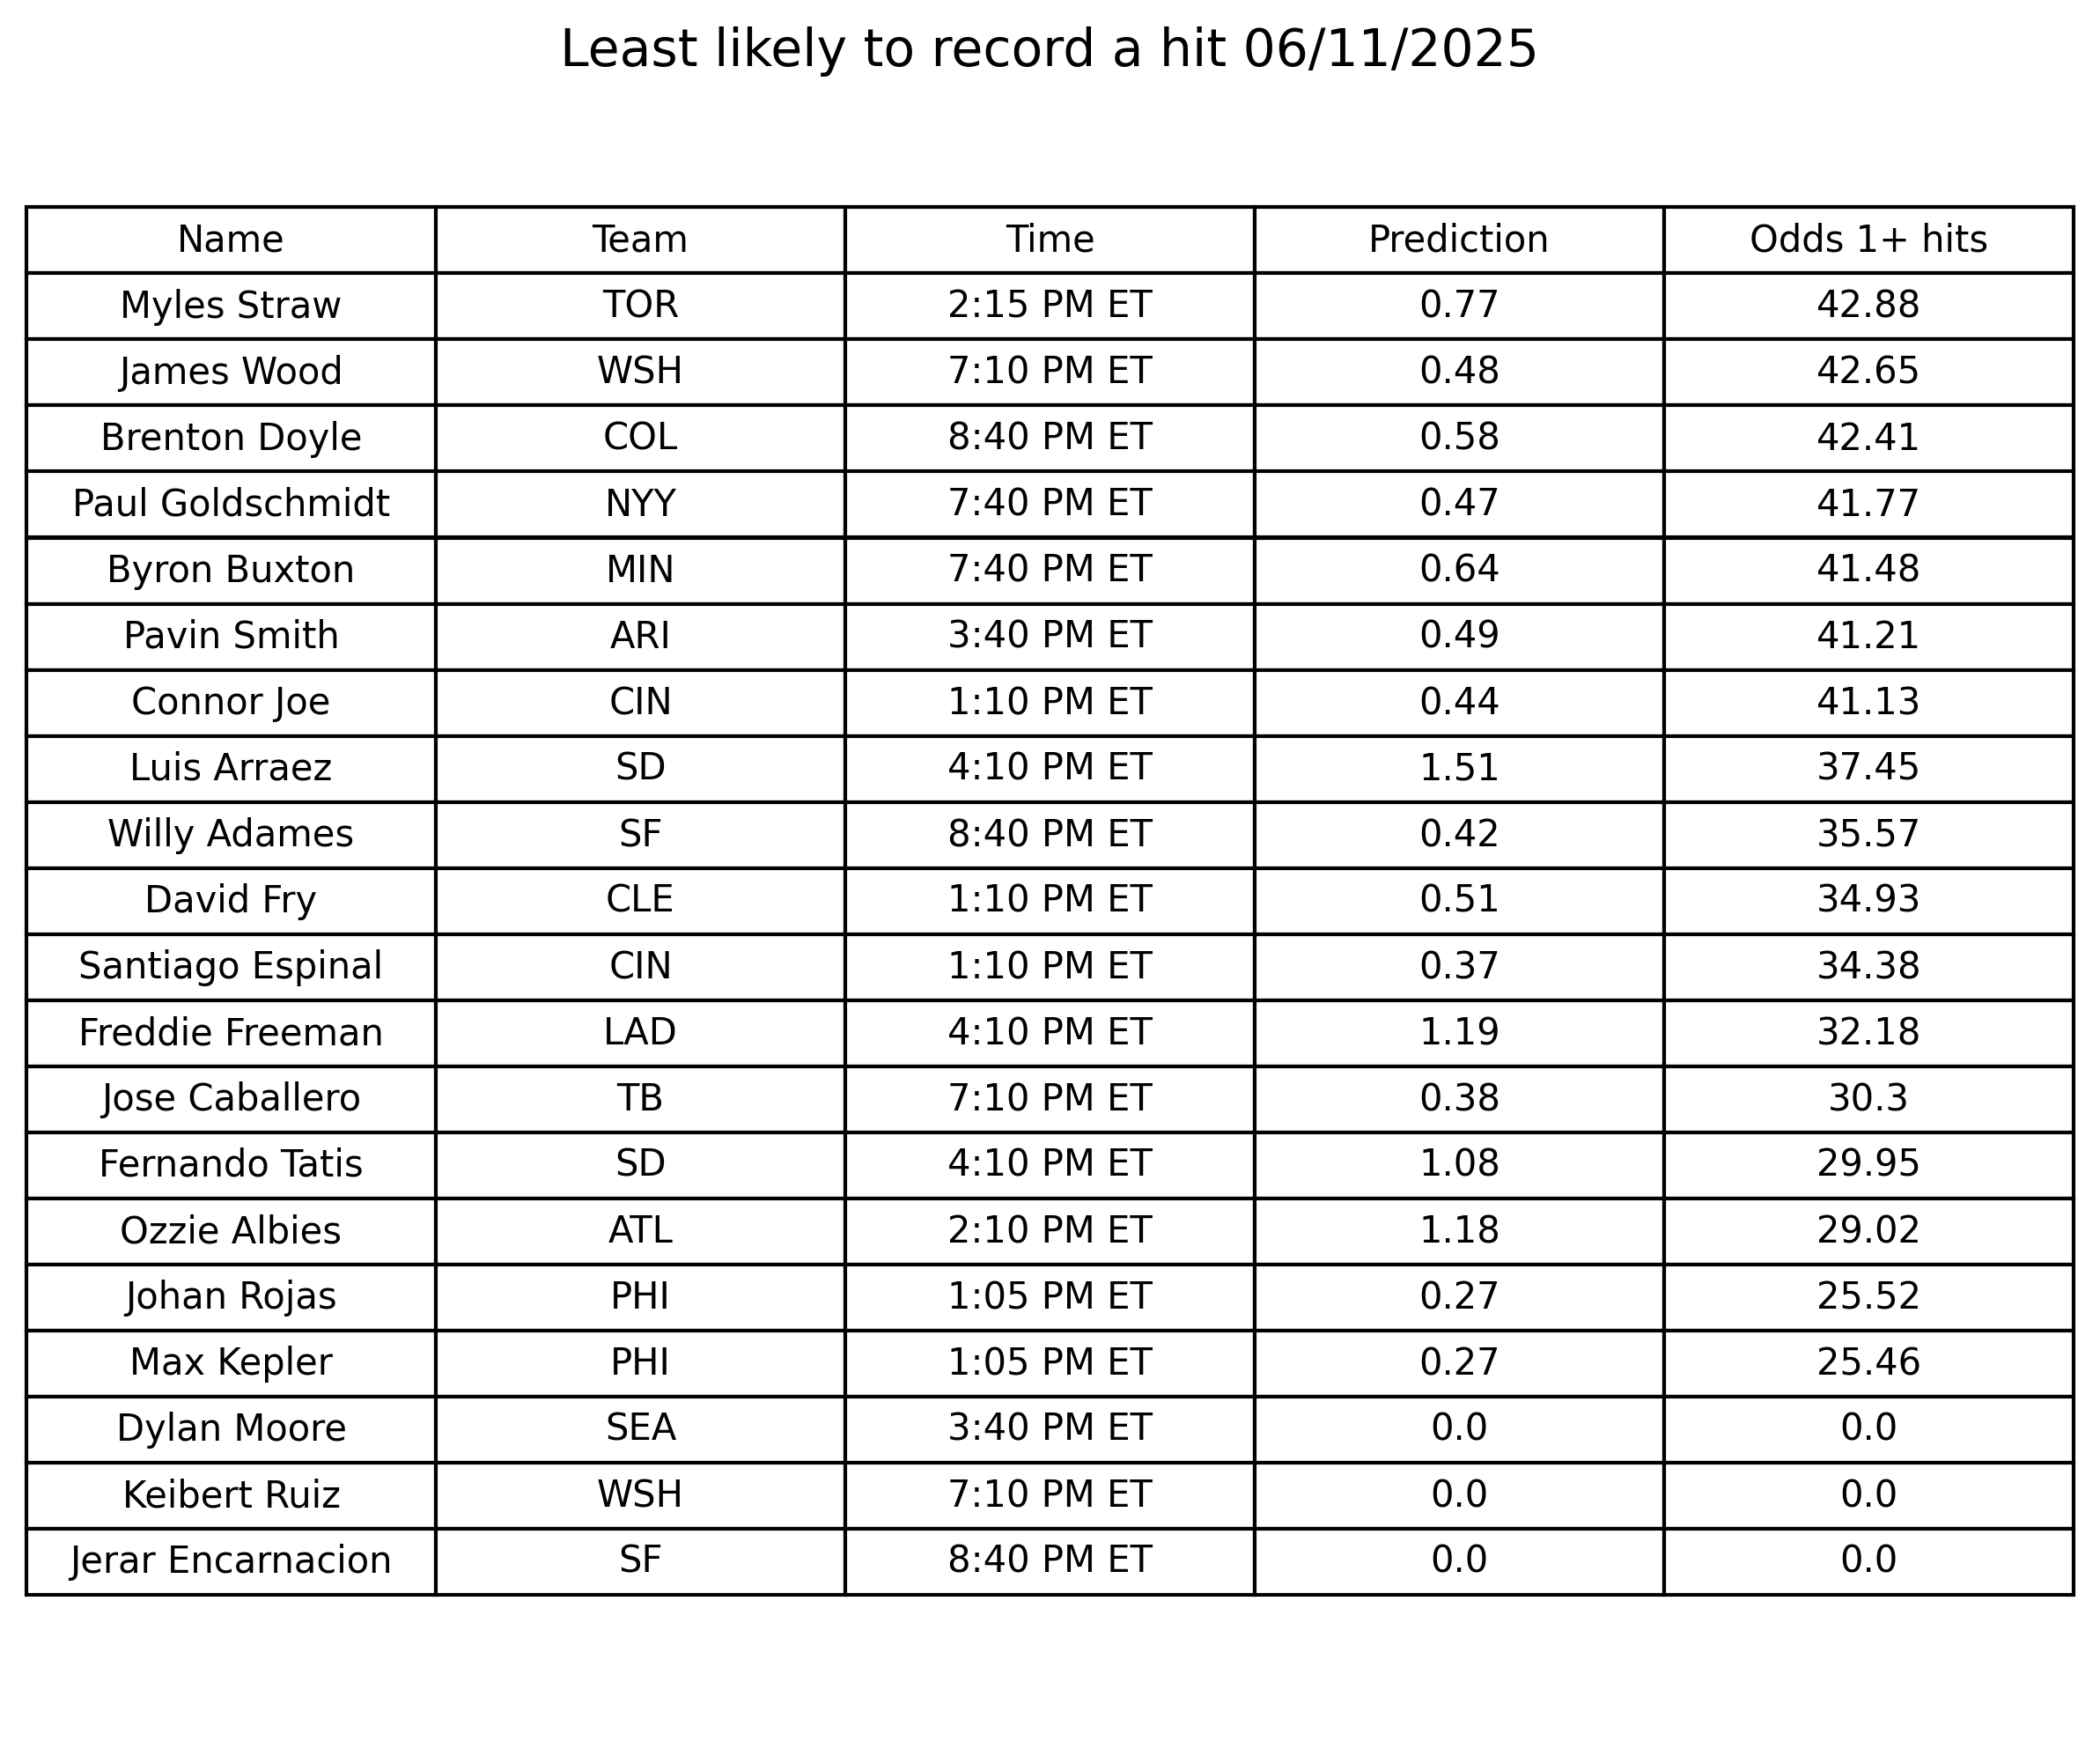 Least likely to record a hit 06/11/2025
Name Team Time Prediction Odds 1+ hits
Myles Straw TOR 2:15 PM ET 0.77 42.88
James Wood WSH 7:10 PM ET 0.48 42.65
Brenton Doyle COL 8:40 PM ET 0.58 42.41
Paul Goldschmidt NYY 7:40 PM ET 0.47 41.77
Byron Buxton MIN 7:40 PM ET 0.64 41.48
Pavin Smith ARI 3:40 PM ET 0.49 41.21
Connor Joe CIN 1:10 PM ET 0.44 41.13
Luis Arraez SD 4:10 PM ET 1.51 37.45
Willy Adames SF 8:40 PM ET 0.42 35.57
David Fry CLE 1:10 PM ET 0.51 34.93
Santiago Espinal CIN 1:10 PM ET 0.37 34.38
Freddie Freeman LAD 4:10 PM ET 1.19 32.18
Jose Caballero TB 7:10 PM ET 0.38 30.3
Fernando Tatis SD 4:10 PM ET 1.08 29.95
Ozzie Albies ATL 2:10 PM ET 1.18 29.02
Johan Rojas PHI 1:05 PM ET 0.27 25.52
Max Kepler PHI 1:05 PM ET 0.27 25.46
Dylan Moore SEA 3:40 PM ET 0.0 0.0
Keibert Ruiz WSH 7:10 PM ET 0.0 0.0
Jerar Encarnacion SF 8:40 PM ET 0.0 0.0